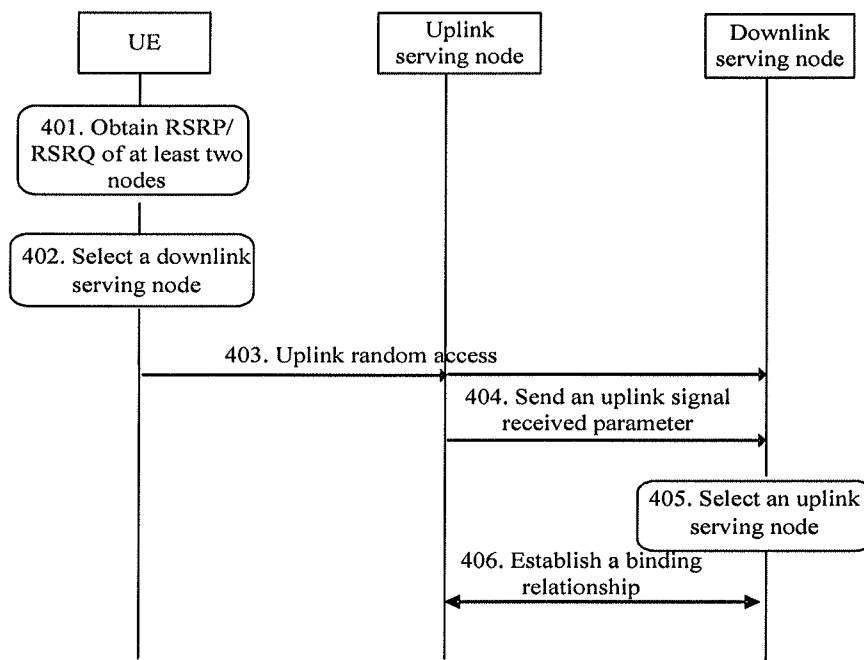 UE
Uplink
serving node
Downlink
serving node
401. Obtain RSRP/
RSRQ of at least two
nodes
402. Select a downlink
serving node
403. Uplink random access
404. Send an uplink signal
received parameter
405. Select an uplink
serving node
406. Establish a binding
relationship